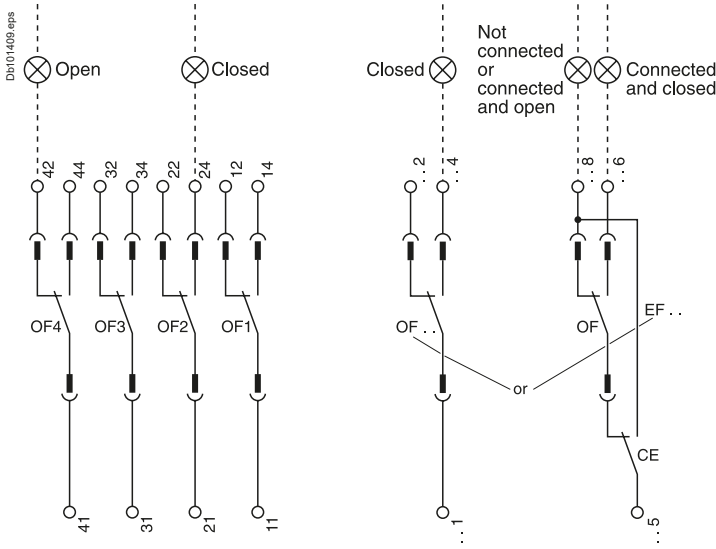 Db101409.eps
Open
Closed
Closed
Not
connected
or
connected
and open
Connected
and closed
42
44
32
34
22
24
12
14
. . 2
. . 4
. . 8
. . 6
OF4
OF3
OF2
OF1
OF . .
OF
EF . .
or
CE
41
31
21
11
. . 1
. . 5